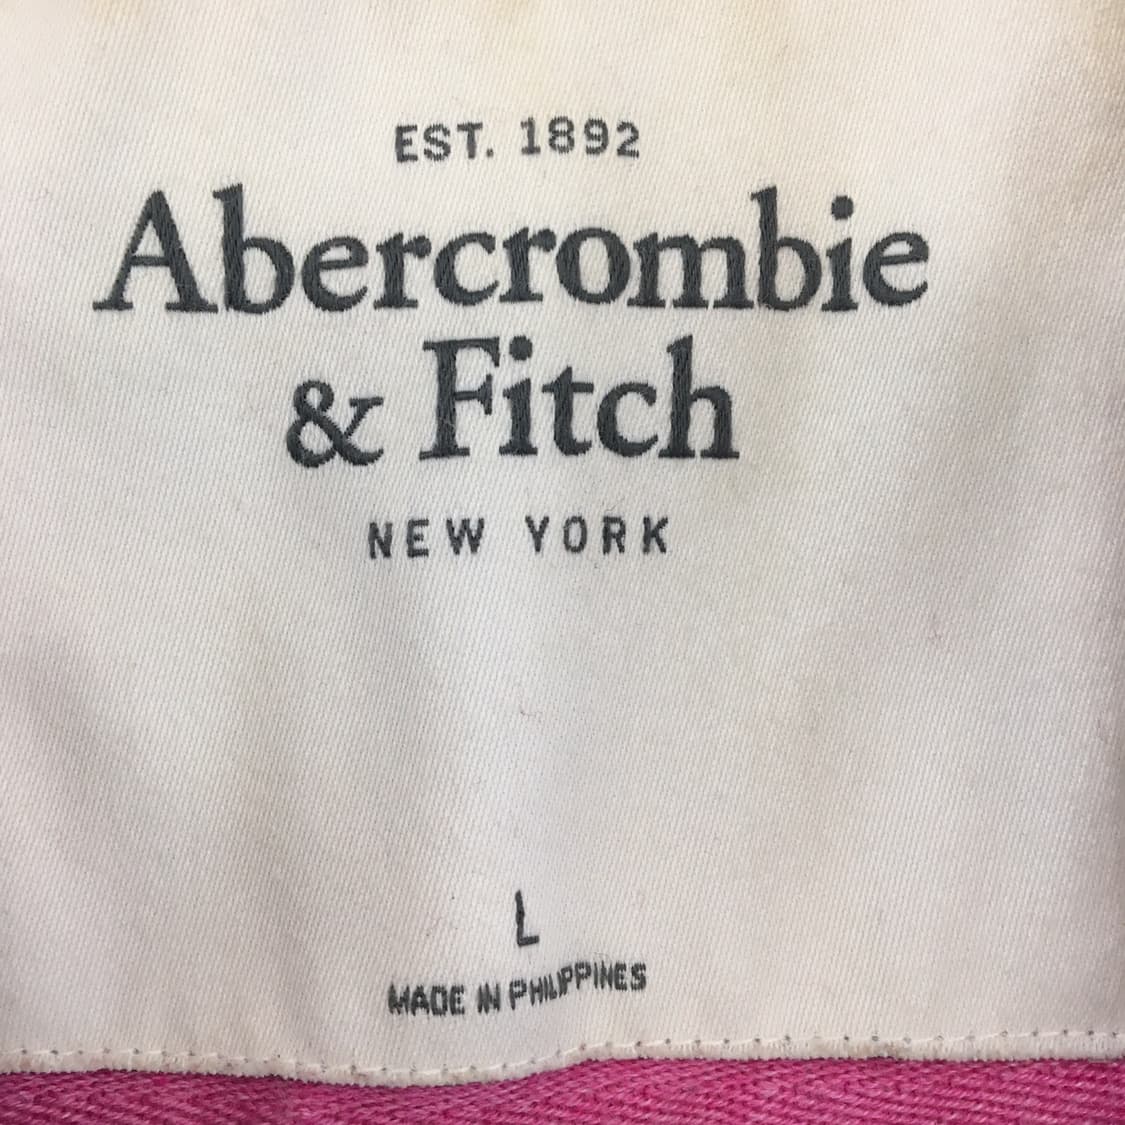 EST. 1892
Abercrombie
& Fitch
NEW YORK
L
MADE IN PHILIPPINES